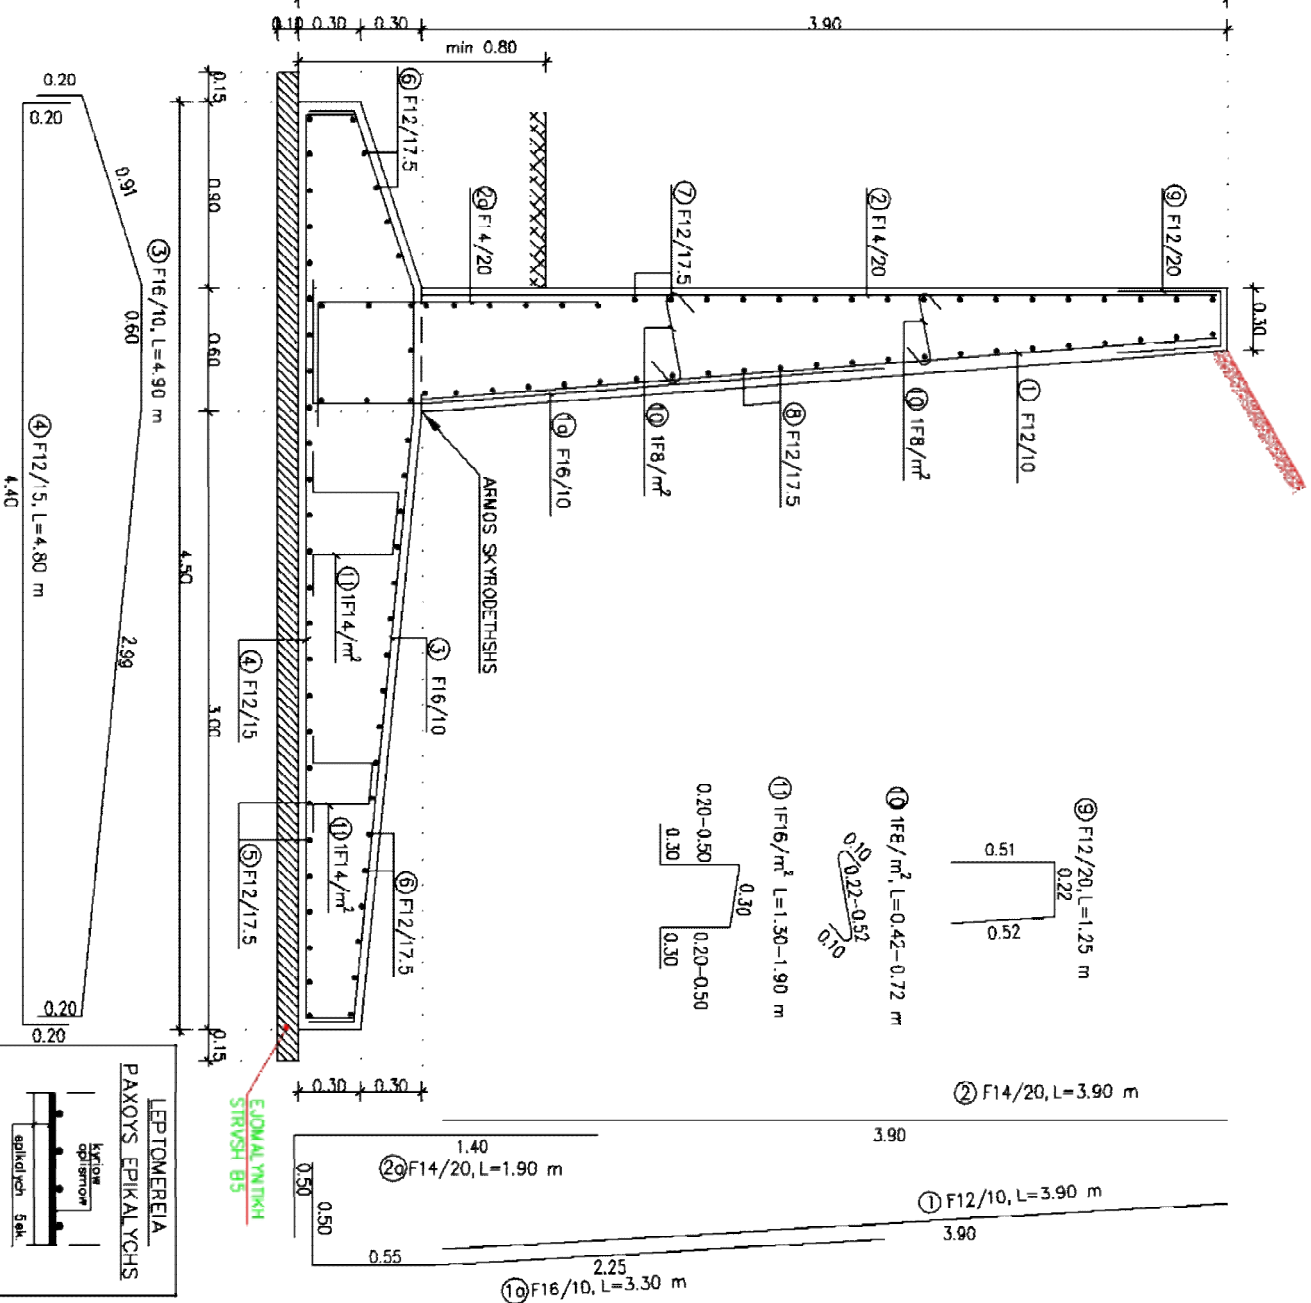 0.10
0.30
0.30
3.90
min 0.80
0.15
0.90
0.60
3.00
0.15
4.50
0.30
⑥ F12/17.5
②a F14/20
⑦ F12/17.5
② F14/20
⑨ F12/20
①a F16/10
⑩ 1F8/m²
⑧ F12/17.5
⑩ 1F8/m²
① F12/10
ARMOS SKYRODETHSHS
⑪ 1F14/m²
③ F16/10
④ F12/15
⑤ F12/17.5
⑪ 1F14/m²
⑥ F12/17.5
0.20
0.20
0.91
③ F16/10, L=4.90 m
0.60
2.99
④ F12/15, L=4.80 m
4.40
0.20
0.20
⑪ 1F16/m² L=1.30-1.90 m
0.20-0.50
0.30
0.30
0.20-0.50
0.30
⑩ 1F8/m², L=0.42-0.72 m
0.10
0.22-0.52
0.10
⑨ F12/20, L=1.25 m
0.51
0.22
0.52
0.30
0.30
② F14/20, L=3.90 m
3.90
1.40
②a F14/20, L=1.90 m
0.50
0.50
① F12/10, L=3.90 m
3.90
0.55
2.25
①a F16/10, L=3.30 m
EJOMALYNTIKH
STRVSH B5
LEPTOMEREIA
PAXOYS EPIKALYCHS
epikalych 5ek.